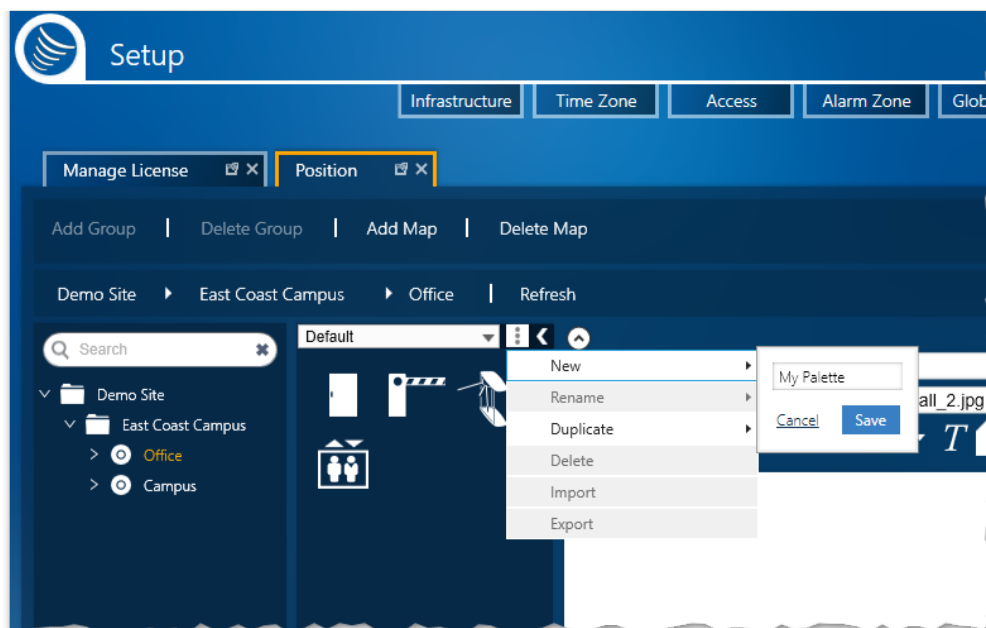 Setup
Infrastructure Time Zone Access Alarm Zone Glob
Manage License Position
Add Group Delete Group Add Map Delete Map
Demo Site East Coast Campus Office Refresh
Search Default
New My Palette
Demo Site Rename all_2.jpg
East Coast Campus Duplicate Cancel Save T
Office Delete
Campus Import
Export